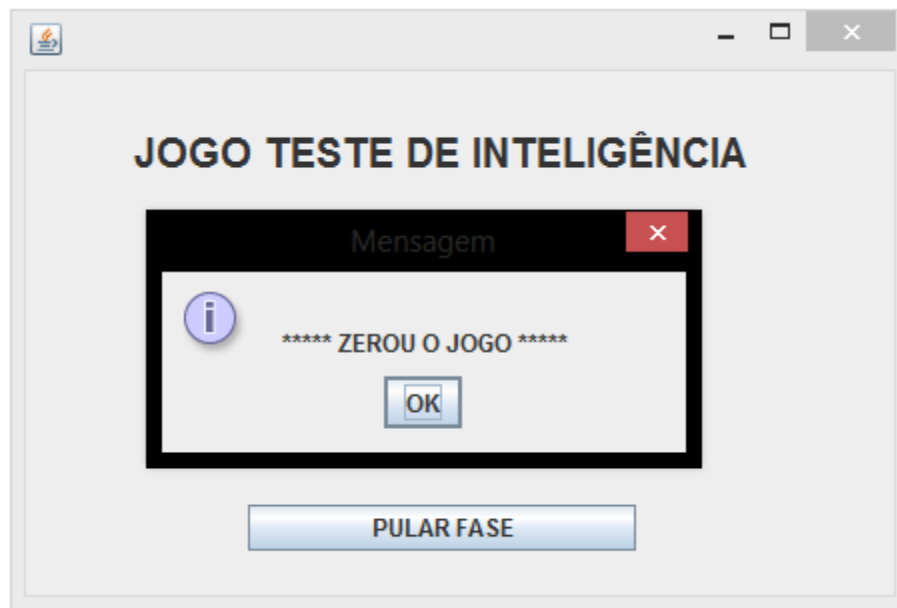 JOGO TESTE DE INTELIGÊNCIA
Mensagem
***** ZEROU O JOGO *****
OK
PULAR FASE